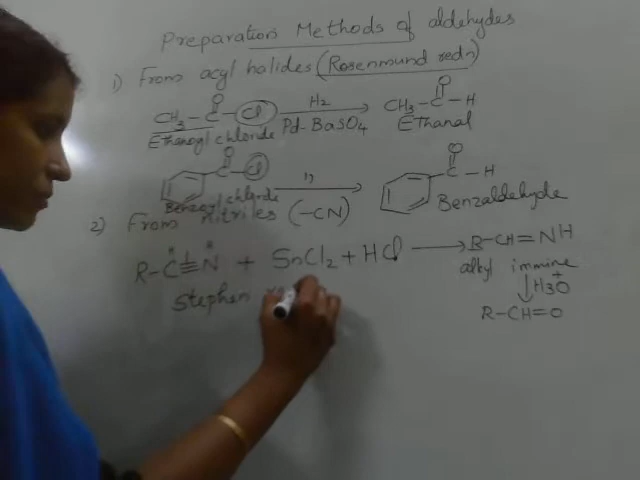 Preparation Methods of aldehydes
1) From acyl halides (Rosenmund redn)
CH3-C(=O)-Cl H2 Pd-BaSO4 → CH3-C(=O)-H
Ethanoyl chloride Ethanal
C(=O)-Cl → C(=O)-H
Benzoyl chloride Benzaldehyde
2) From Nitriles (-CN)
R-C≡N + SnCl2 + HCl → R-CH=NH
alkyl immine
↓ H3O+
Stephen
R-CH=O